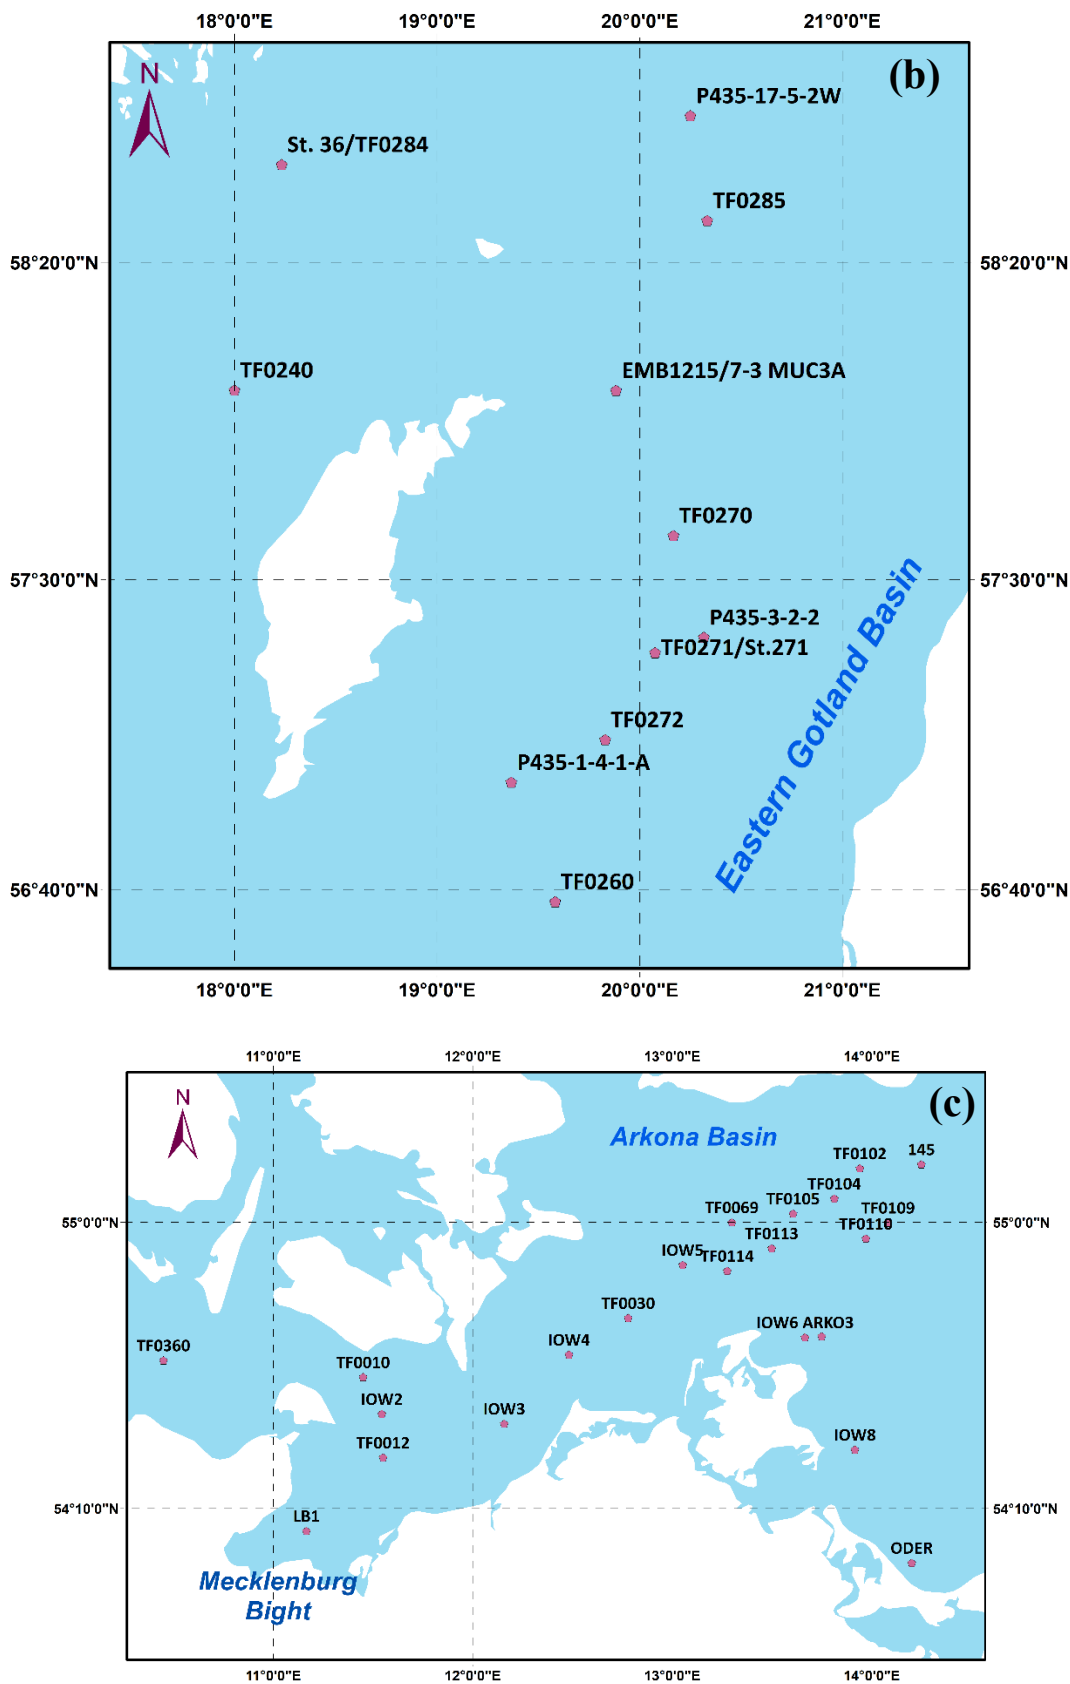 18°0'0"E 19°0'0"E 20°0'0"E 21°0'0"E
(b)
N
P435-17-5-2W
St. 36/TF0284
TF0285
58°20'0"N 58°20'0"N
TF0240
EMB1215/7-3 MUC3A
TF0270
57°30'0"N 57°30'0"N
P435-3-2-2
TF0271/St.271
Eastern Gotland Basin
TF0272
P435-1-4-1-A
TF0260
56°40'0"N 56°40'0"N
18°0'0"E 19°0'0"E 20°0'0"E 21°0'0"E
11°0'0"E 12°0'0"E 13°0'0"E 14°0'0"E
(c)
N
Arkona Basin
145
TF0102
TF0104
TF0105
TF0069
TF0109
55°0'0"N 55°0'0"N
TF0110
TF0113
IOW5
TF0114
TF0030
IOW6 ARKO3
IOW4
TF0360
TF0010
IOW2
IOW3
IOW8
TF0012
54°10'0"N 54°10'0"N
LB1
ODER
Mecklenburg
Bight
11°0'0"E 12°0'0"E 13°0'0"E 14°0'0"E